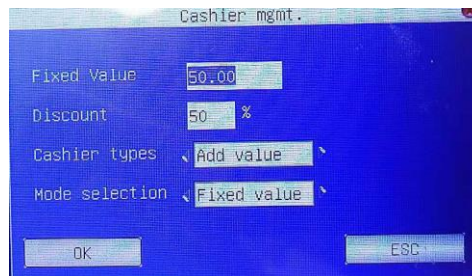 Cashier mgmt.
Fixed Value 50.00
Discount 50 %
Cashier types Add value
Mode selection Fixed value
OK ESC